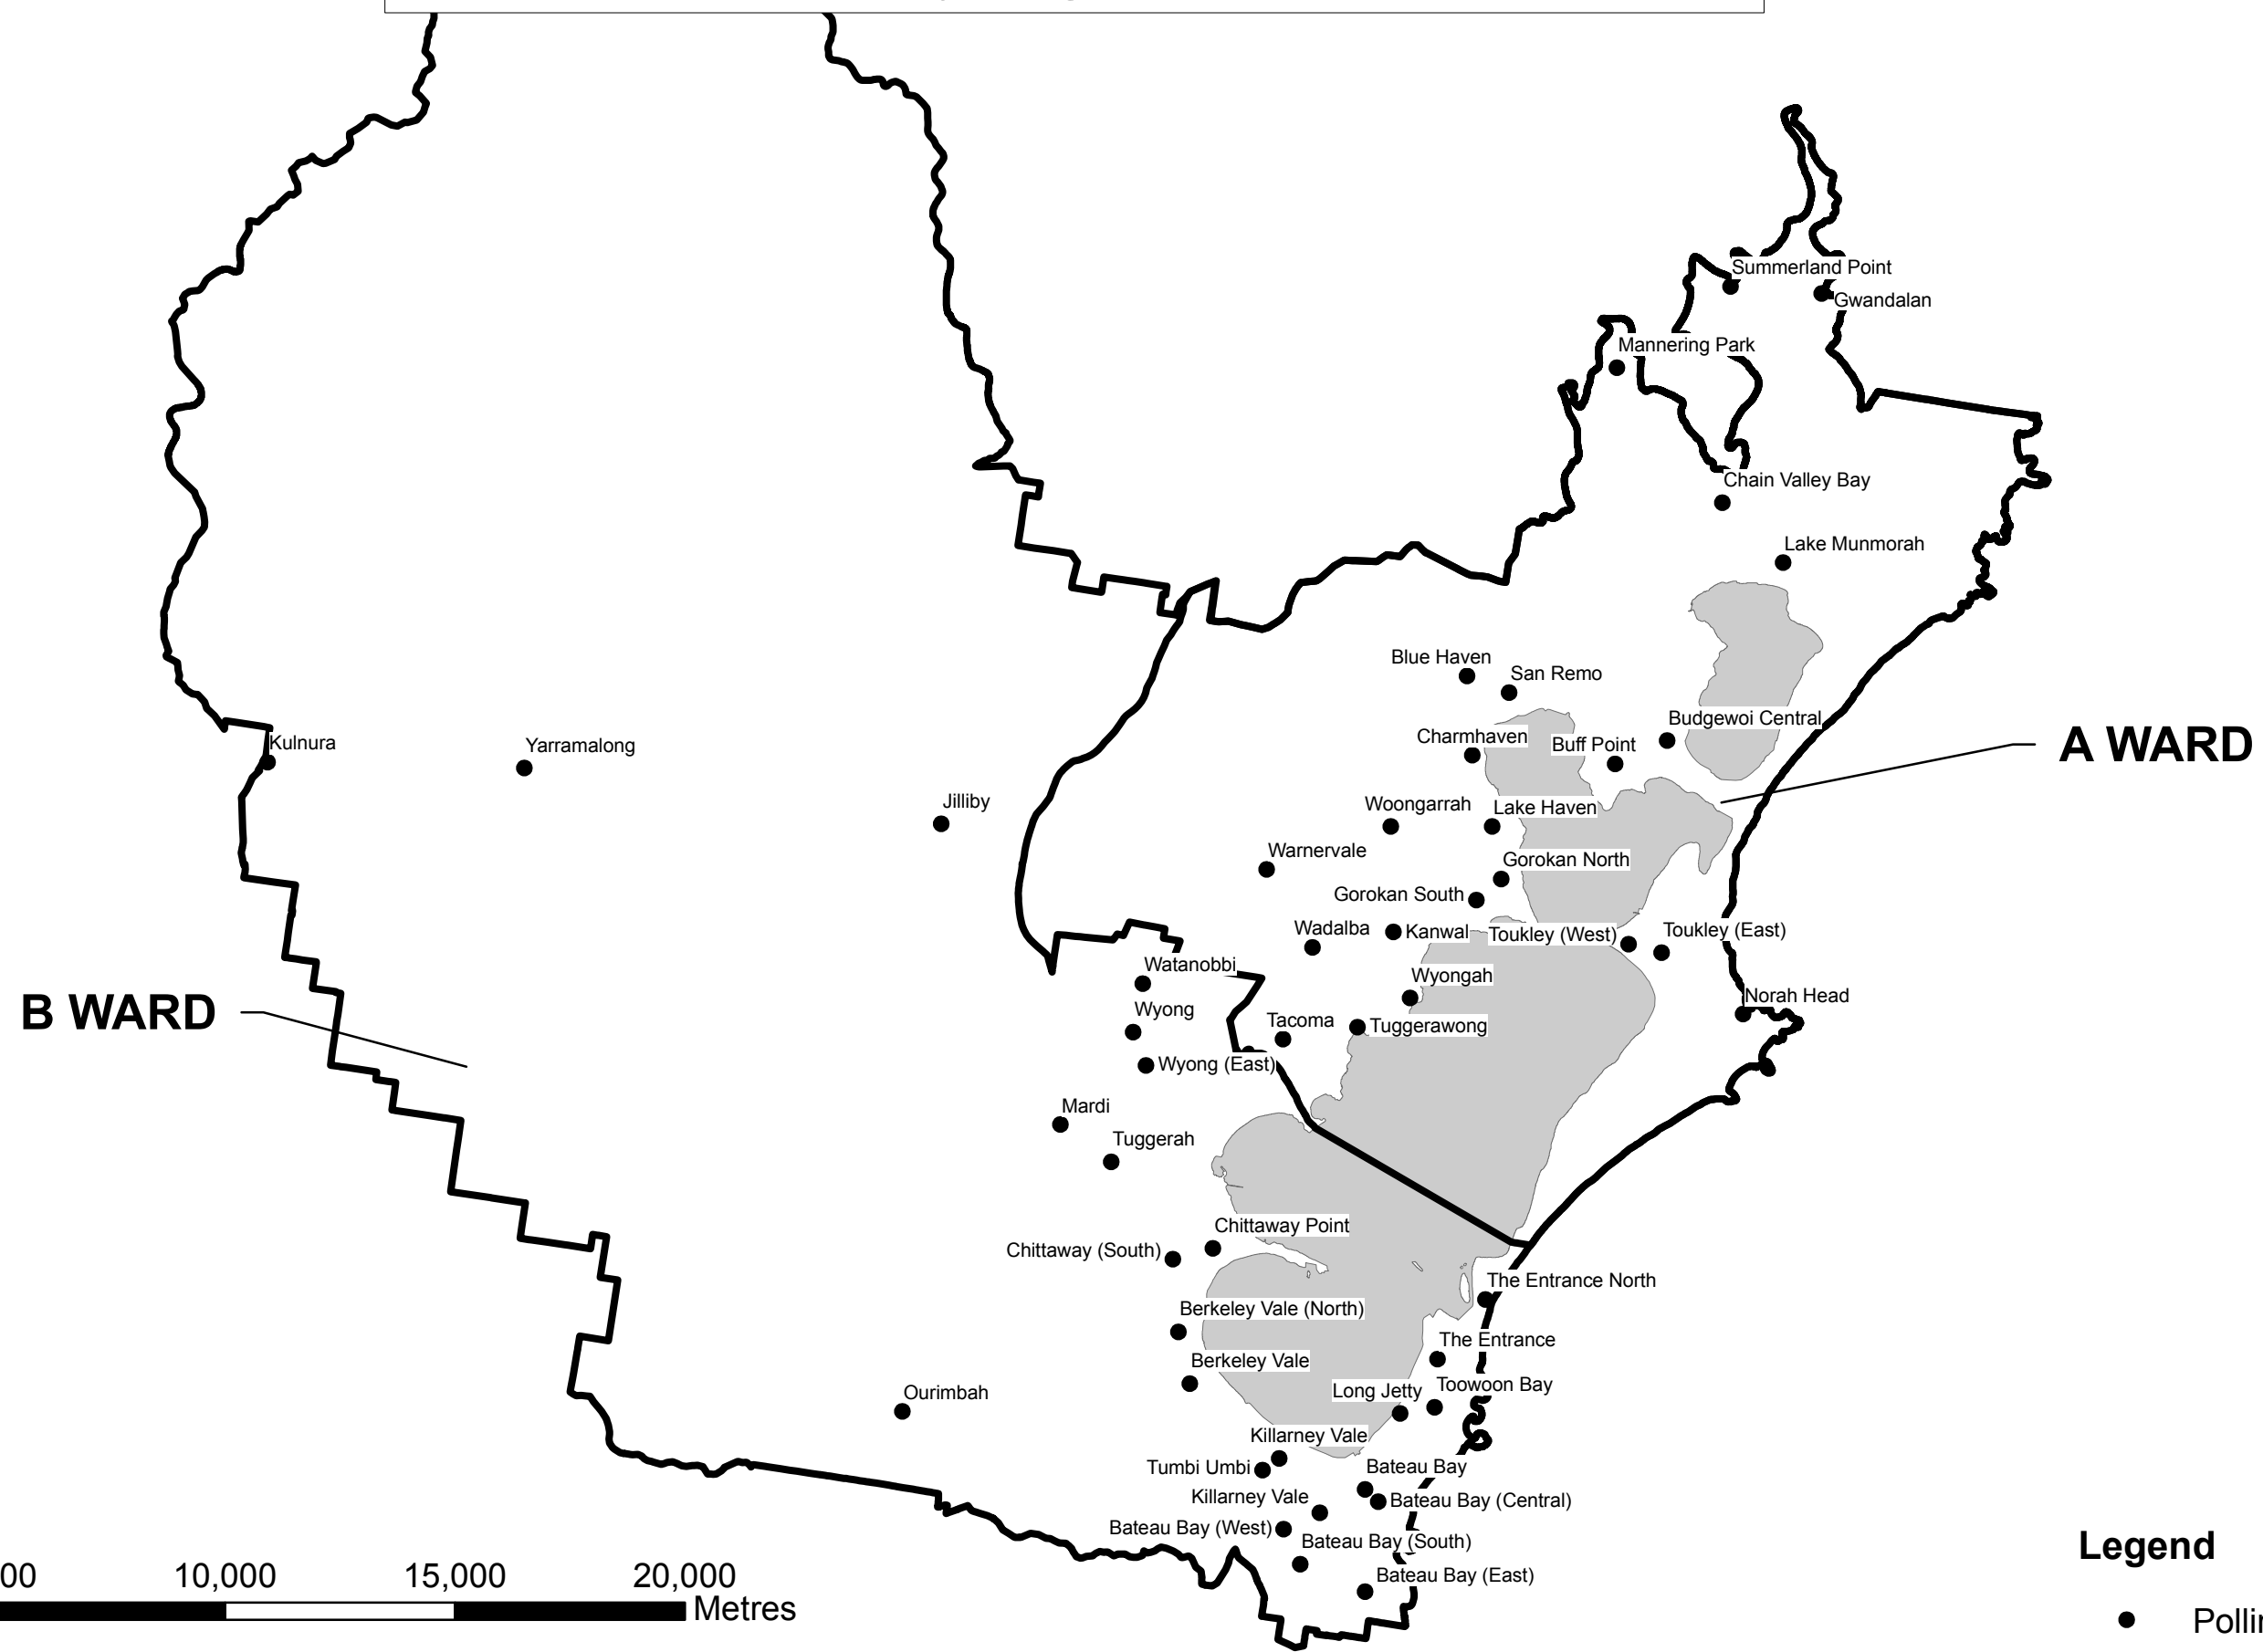 Summerland Point
Gwandalan
Mannering Park
Chain Valley Bay
Lake Munmorah
Blue Haven
San Remo
Budgewoi Central
Charmhaven
Buff Point
A WARD
Kulnura
Yarramalong
Jilliby
Woongarrah
Lake Haven
Warnervale
Gorokan North
Gorokan South
Wadalba
Kanwal
Toukley (West)
Toukley (East)
Watanobbi
Wyongah
Norah Head
B WARD
Wyong
Tacoma
Tuggerawong
Wyong (East)
Mardi
Tuggerah
Chittaway Point
Chittaway (South)
The Entrance North
Berkeley Vale (North)
The Entrance
Berkeley Vale
Toowoon Bay
Long Jetty
Ourimbah
Killarney Vale
Tumbi Umbi
Bateau Bay
Killarney Vale
Bateau Bay (Central)
Bateau Bay (West)
Bateau Bay (South)
Bateau Bay (East)
Legend
00 10,000 15,000 20,000
Metres